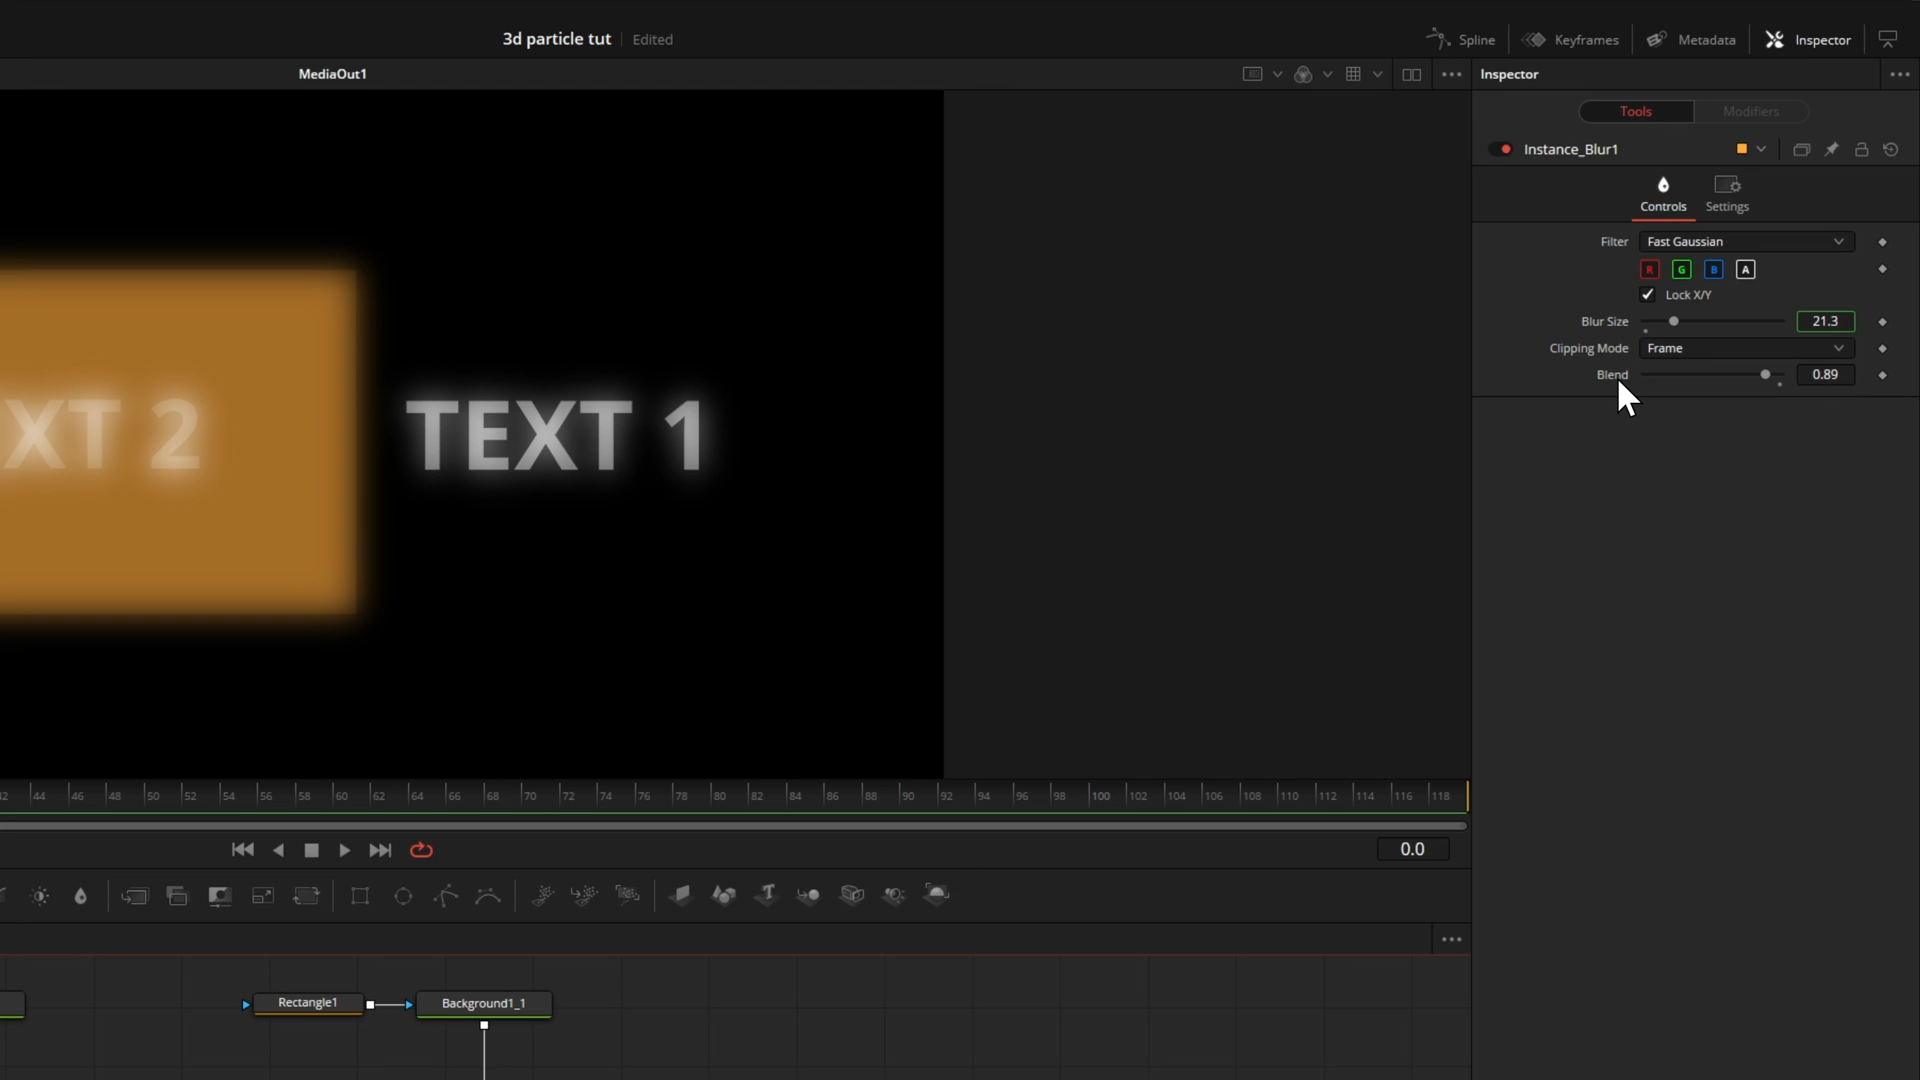 3d particle tut Edited
Spline Keyframes Metadata Inspector
MediaOut1
Inspector
Tools Modifiers
Instance_Blur1
Controls Settings
Filter Fast Gaussian
R G B A
Lock X/Y
Blur Size 21.3
Clipping Mode Frame
Blend 0.89
XT 2 TEXT 1
44 46 48 50 52 54 56 58 60 62 64 66 68 70 72 74 76 78 80 82 84 86 88 90 92 94 96 98 100 102 104 106 108 110 112 114 116 118
0.0
T
Rectangle1 Background1_1